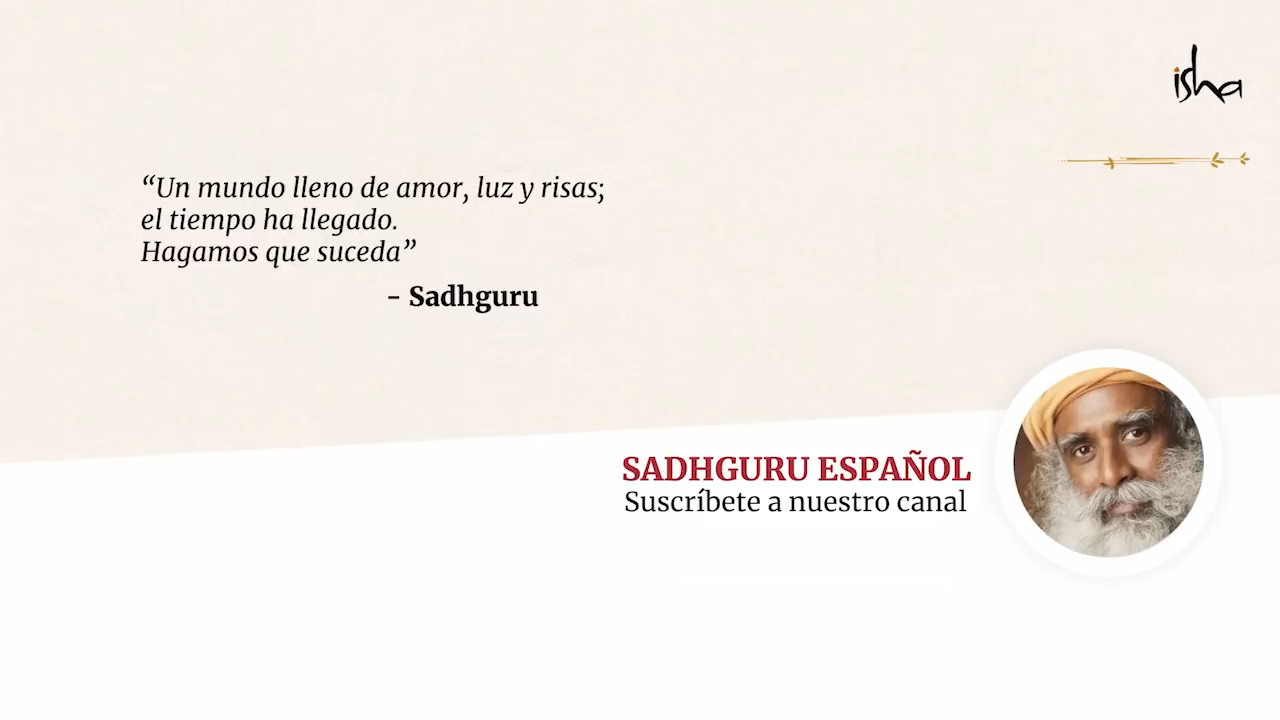 isha
“Un mundo lleno de amor, luz y risas;
el tiempo ha llegado.
Hagamos que suceda”
- Sadhguru
SADHGURU ESPAÑOL
Suscríbete a nuestro canal